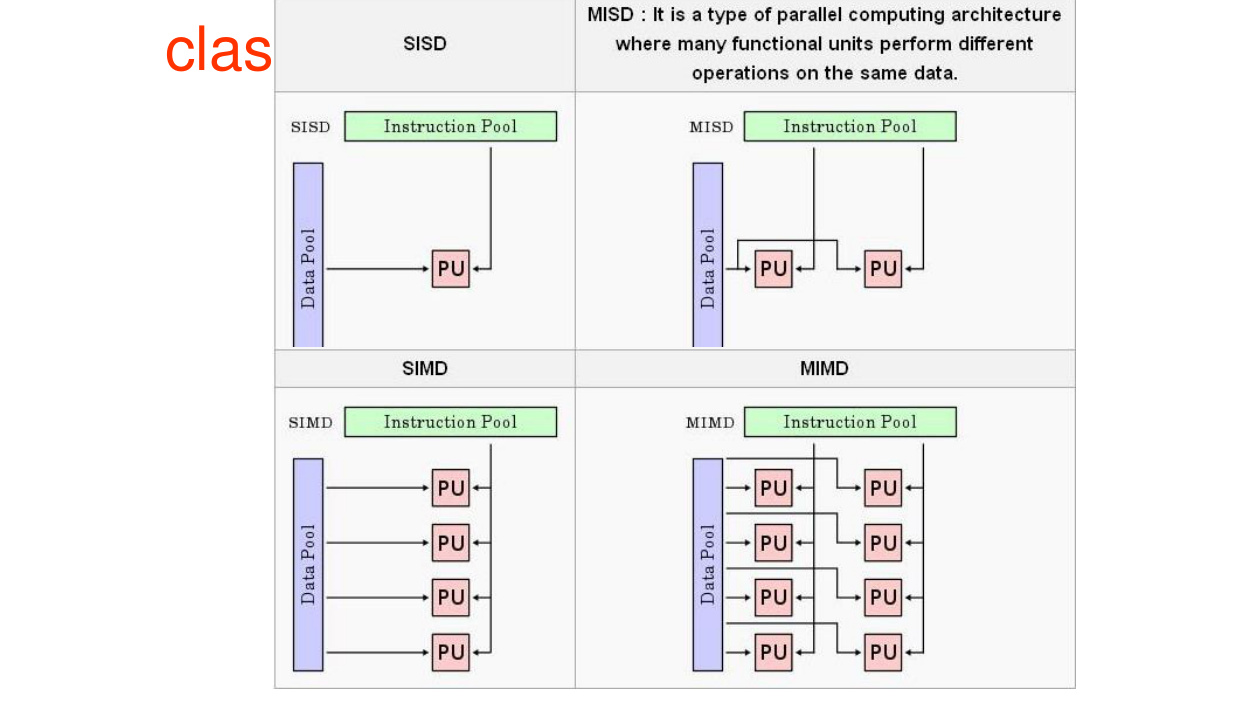 clas
SISD
MISD : It is a type of parallel computing architecture
where many functional units perform different
operations on the same data.
SISD
Instruction Pool
Data Pool
PU
MISD
Instruction Pool
Data Pool
PU
PU
SIMD
MIMD
SIMD
Instruction Pool
Data Pool
PU
PU
PU
PU
MIMD
Instruction Pool
Data Pool
PU
PU
PU
PU
PU
PU
PU
PU